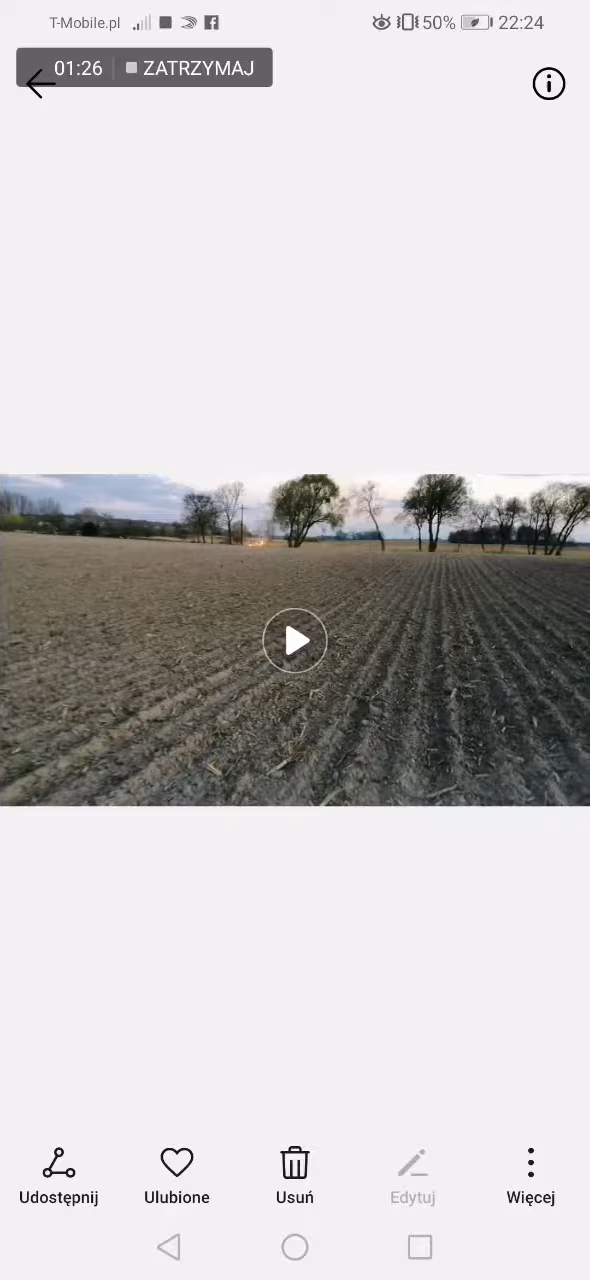 T-Mobile.pl 50% 22:24
01:26 ZATRZYMAJ
Udostępnij Ulubione Usuń Edytuj Więcej